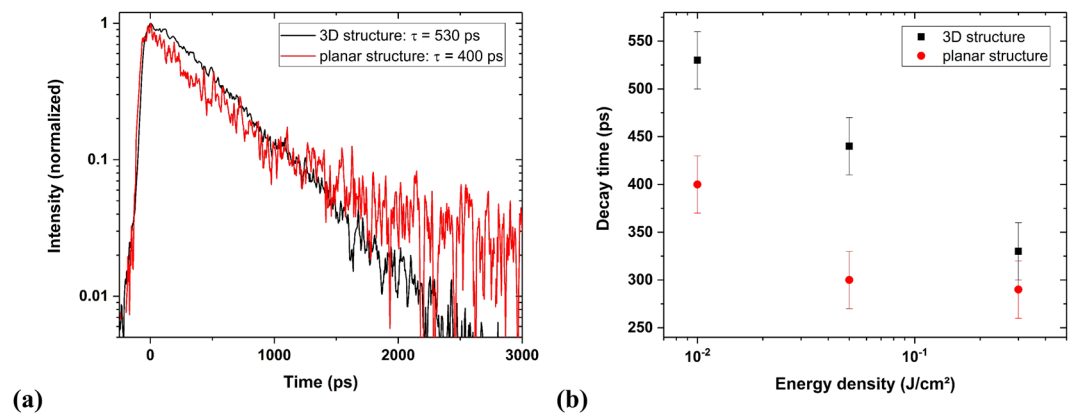 1
0.1
0.01
Intensity (normalized)
3D structure: τ = 530 ps
planar structure: τ = 400 ps
0
1000
2000
3000
Time (ps)
(a)
550
500
450
400
350
300
250
Decay time (ps)
3D structure
planar structure
10⁻²
10⁻¹
Energy density (J/cm²)
(b)